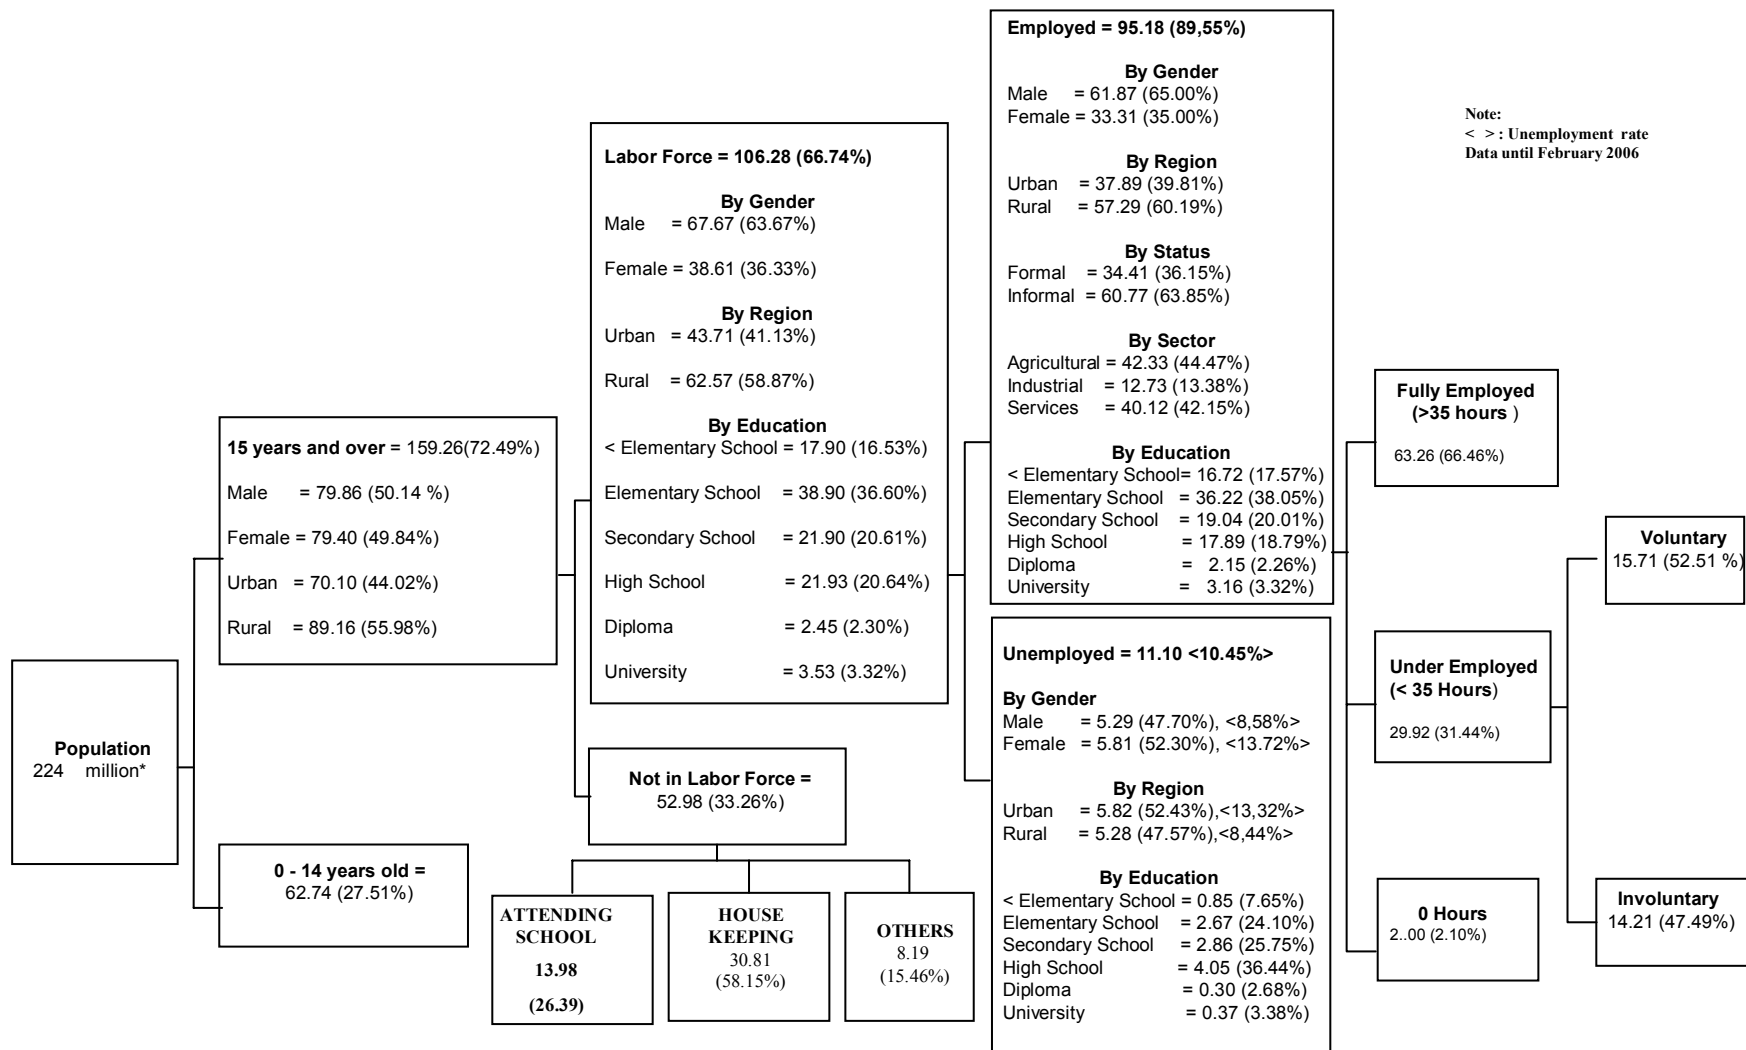 Population
224 million*
15 years and over = 159.26(72.49%)
Male = 79.86 (50.14 %)
Female = 79.40 (49.84%)
Urban = 70.10 (44.02%)
Rural = 89.16 (55.98%)
0 - 14 years old =
62.74 (27.51%)
Labor Force = 106.28 (66.74%)
By Gender
Male = 67.67 (63.67%)
Female = 38.61 (36.33%)
By Region
Urban = 43.71 (41.13%)
Rural = 62.57 (58.87%)
By Education
< Elementary School = 17.90 (16.53%)
Elementary School = 38.90 (36.60%)
Secondary School = 21.90 (20.61%)
High School = 21.93 (20.64%)
Diploma = 2.45 (2.30%)
University = 3.53 (3.32%)
Not in Labor Force =
52.98 (33.26%)
ATTENDING
SCHOOL
13.98
(26.39)
HOUSE
KEEPING
30.81
(58.15%)
OTHERS
8.19
(15.46%)
Employed = 95.18 (89,55%)
By Gender
Male = 61.87 (65.00%)
Female = 33.31 (35.00%)
By Region
Urban = 37.89 (39.81%)
Rural = 57.29 (60.19%)
By Status
Formal = 34.41 (36.15%)
Informal = 60.77 (63.85%)
By Sector
Agricultural = 42.33 (44.47%)
Industrial = 12.73 (13.38%)
Services = 40.12 (42.15%)
By Education
< Elementary School= 16.72 (17.57%)
Elementary School = 36.22 (38.05%)
Secondary School = 19.04 (20.01%)
High School = 17.89 (18.79%)
Diploma = 2.15 (2.26%)
University = 3.16 (3.32%)
Unemployed = 11.10 <10.45%>
By Gender
Male = 5.29 (47.70%), <8,58%>
Female = 5.81 (52.30%), <13.72%>
By Region
Urban = 5.82 (52.43%),<13,32%>
Rural = 5.28 (47.57%),<8,44%>
By Education
< Elementary School = 0.85 (7.65%)
Elementary School = 2.67 (24.10%)
Secondary School = 2.86 (25.75%)
High School = 4.05 (36.44%)
Diploma = 0.30 (2.68%)
University = 0.37 (3.38%)
Note:
< > : Unemployment rate
Data until February 2006
Fully Employed
(>35 hours )
63.26 (66.46%)
Under Employed
(< 35 Hours)
29.92 (31.44%)
0 Hours
2..00 (2.10%)
Voluntary
15.71 (52.51 %)
Involuntary
14.21 (47.49%)